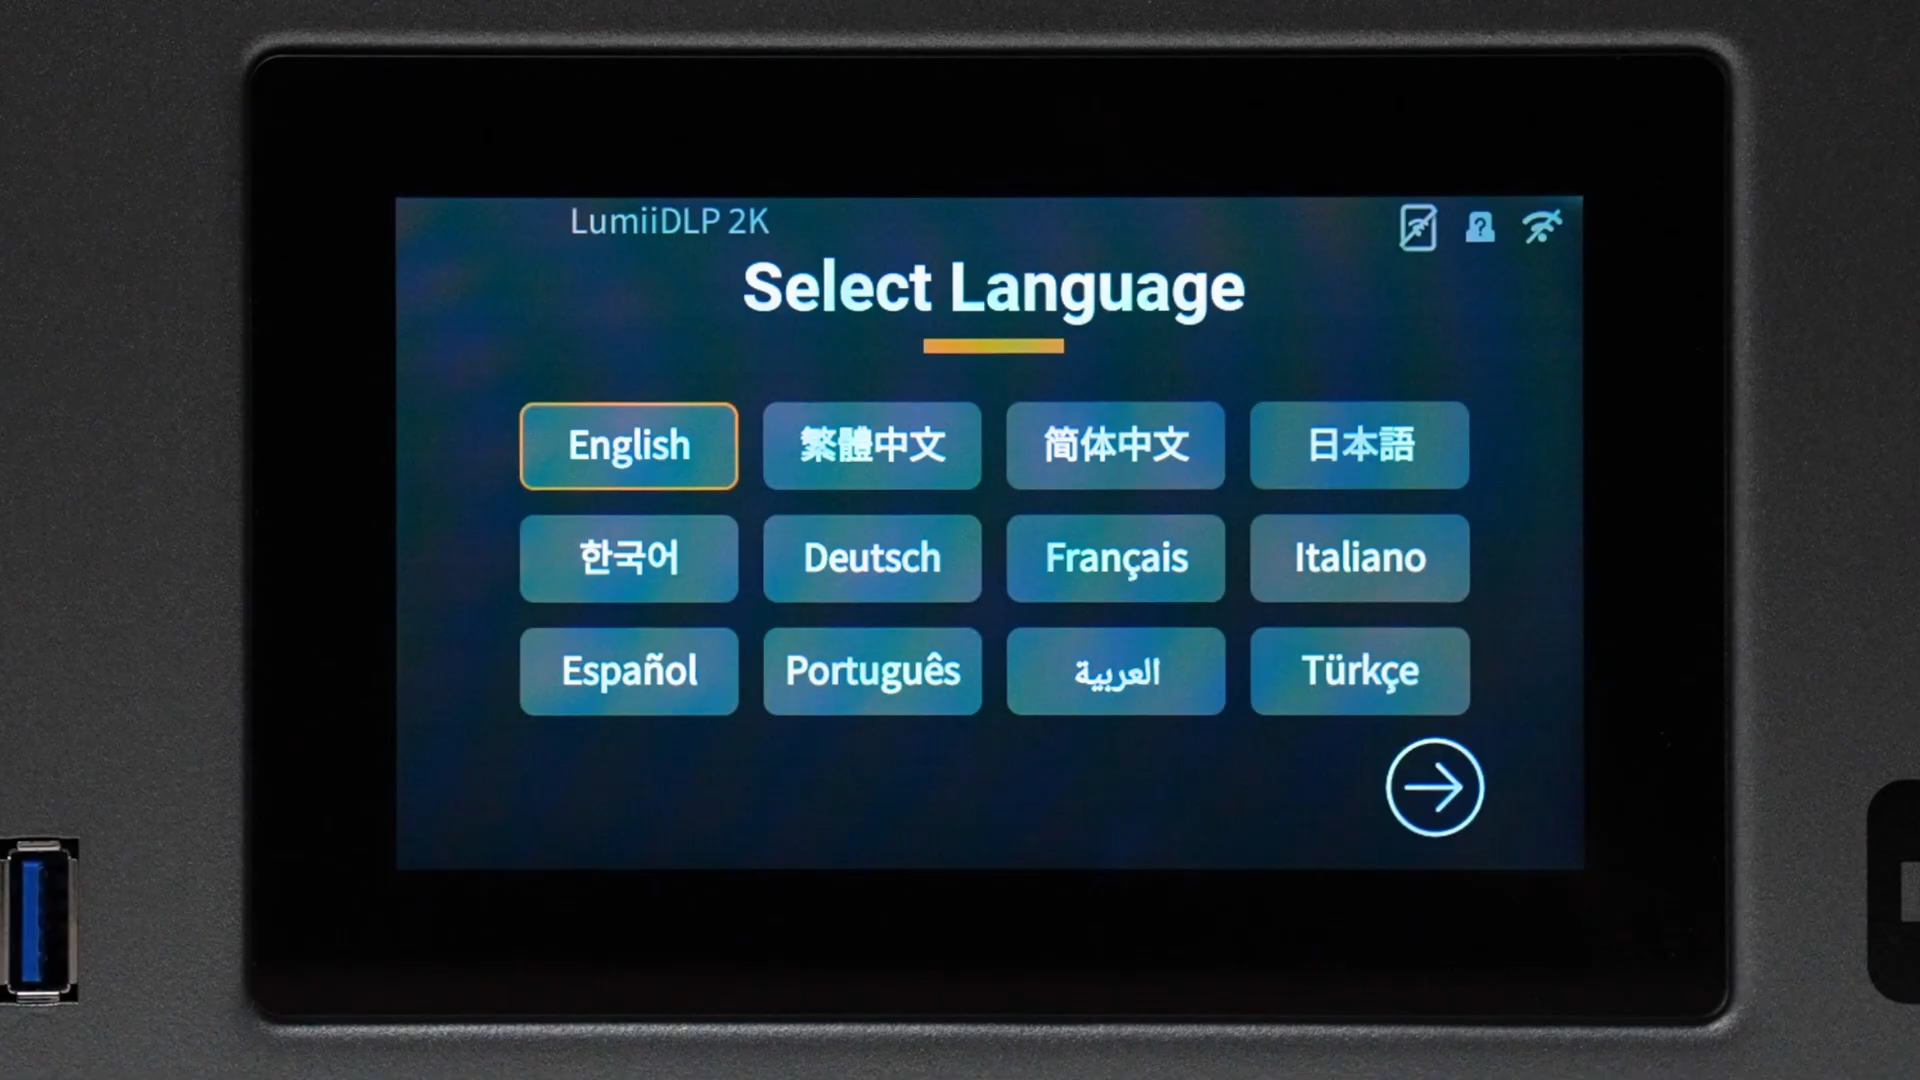 LumiiDLP 2K
Select Language
English
繁體中文
简体中文
日本語
한국어
Deutsch
Français
Italiano
Español
Português
العربية
Türkçe